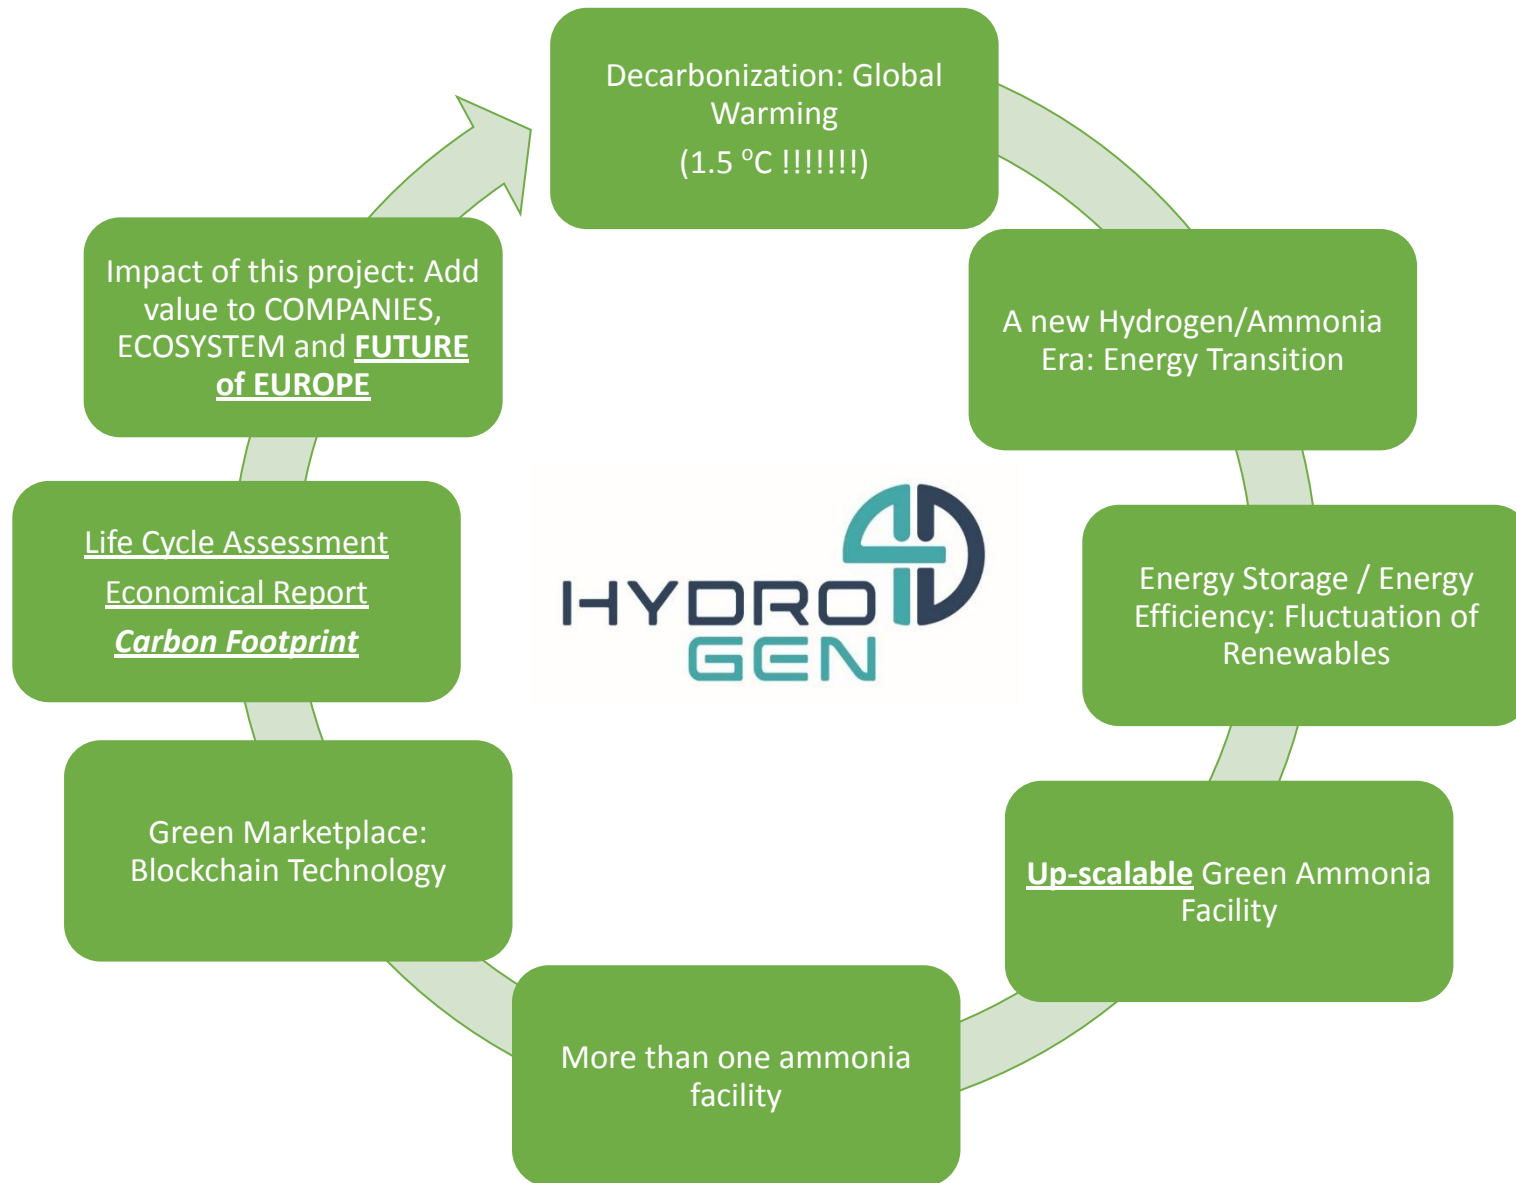 Decarbonization: Global
Warming
(1.5 ºC !!!!!!!)
A new Hydrogen/Ammonia
Era: Energy Transition
Energy Storage / Energy
Efficiency: Fluctuation of
Renewables
Up-scalable Green Ammonia
Facility
More than one ammonia
facility
Green Marketplace:
Blockchain Technology
Life Cycle Assessment
Economical Report
Carbon Footprint
Impact of this project: Add
value to COMPANIES,
ECOSYSTEM and FUTURE
of EUROPE
HYDRO
GEN